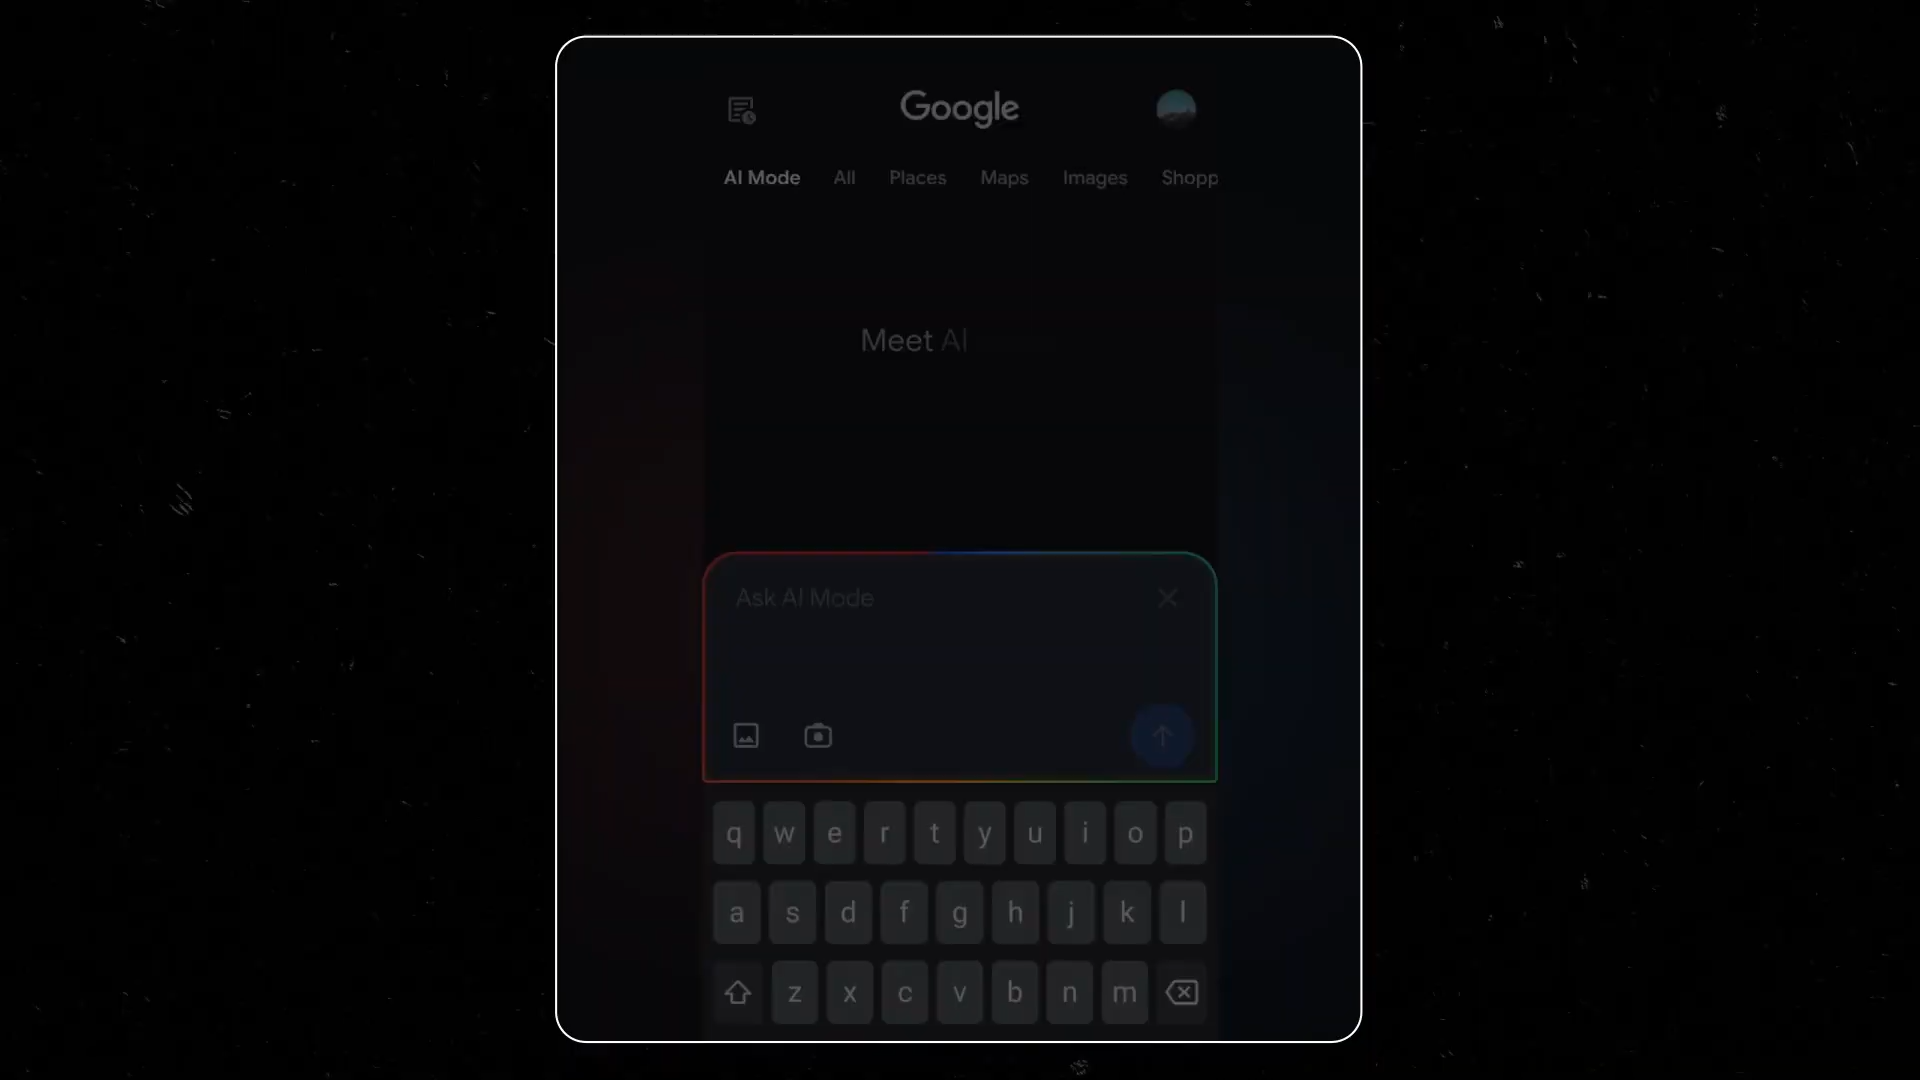 Google
AI Mode All Places Maps Images Shopp
Meet AI
Ask AI Mode
q w e r t y u i o p
a s d f g h j k l
z x c v b n m